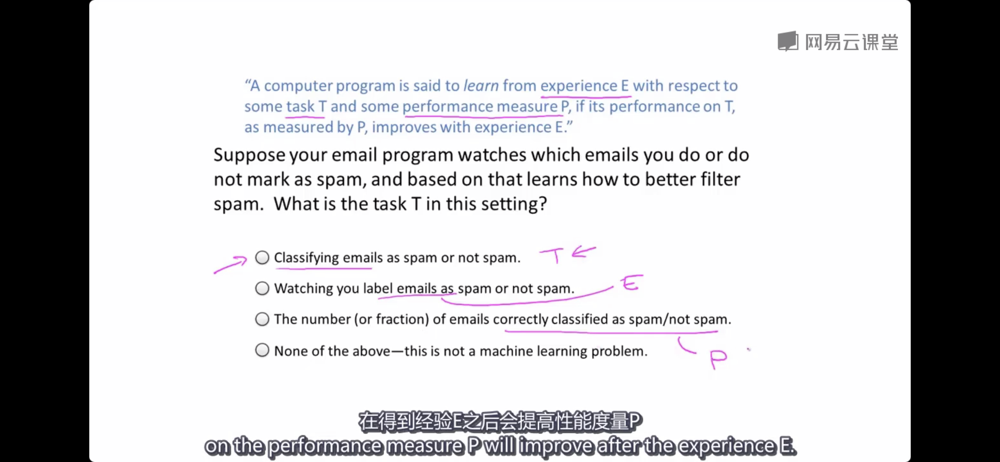 网易云课堂
“A computer program is said to learn from experience E with respect to
some task T and some performance measure P, if its performance on T,
as measured by P, improves with experience E.”
Suppose your email program watches which emails you do or do
not mark as spam, and based on that learns how to better filter
spam.  What is the task T in this setting?
Classifying emails as spam or not spam. T
Watching you label emails as spam or not spam. E
The number (or fraction) of emails correctly classified as spam/not spam.
None of the above—this is not a machine learning problem. P
在得到经验E之后会提高性能度量P
on the performance measure P will improve after the experience E.